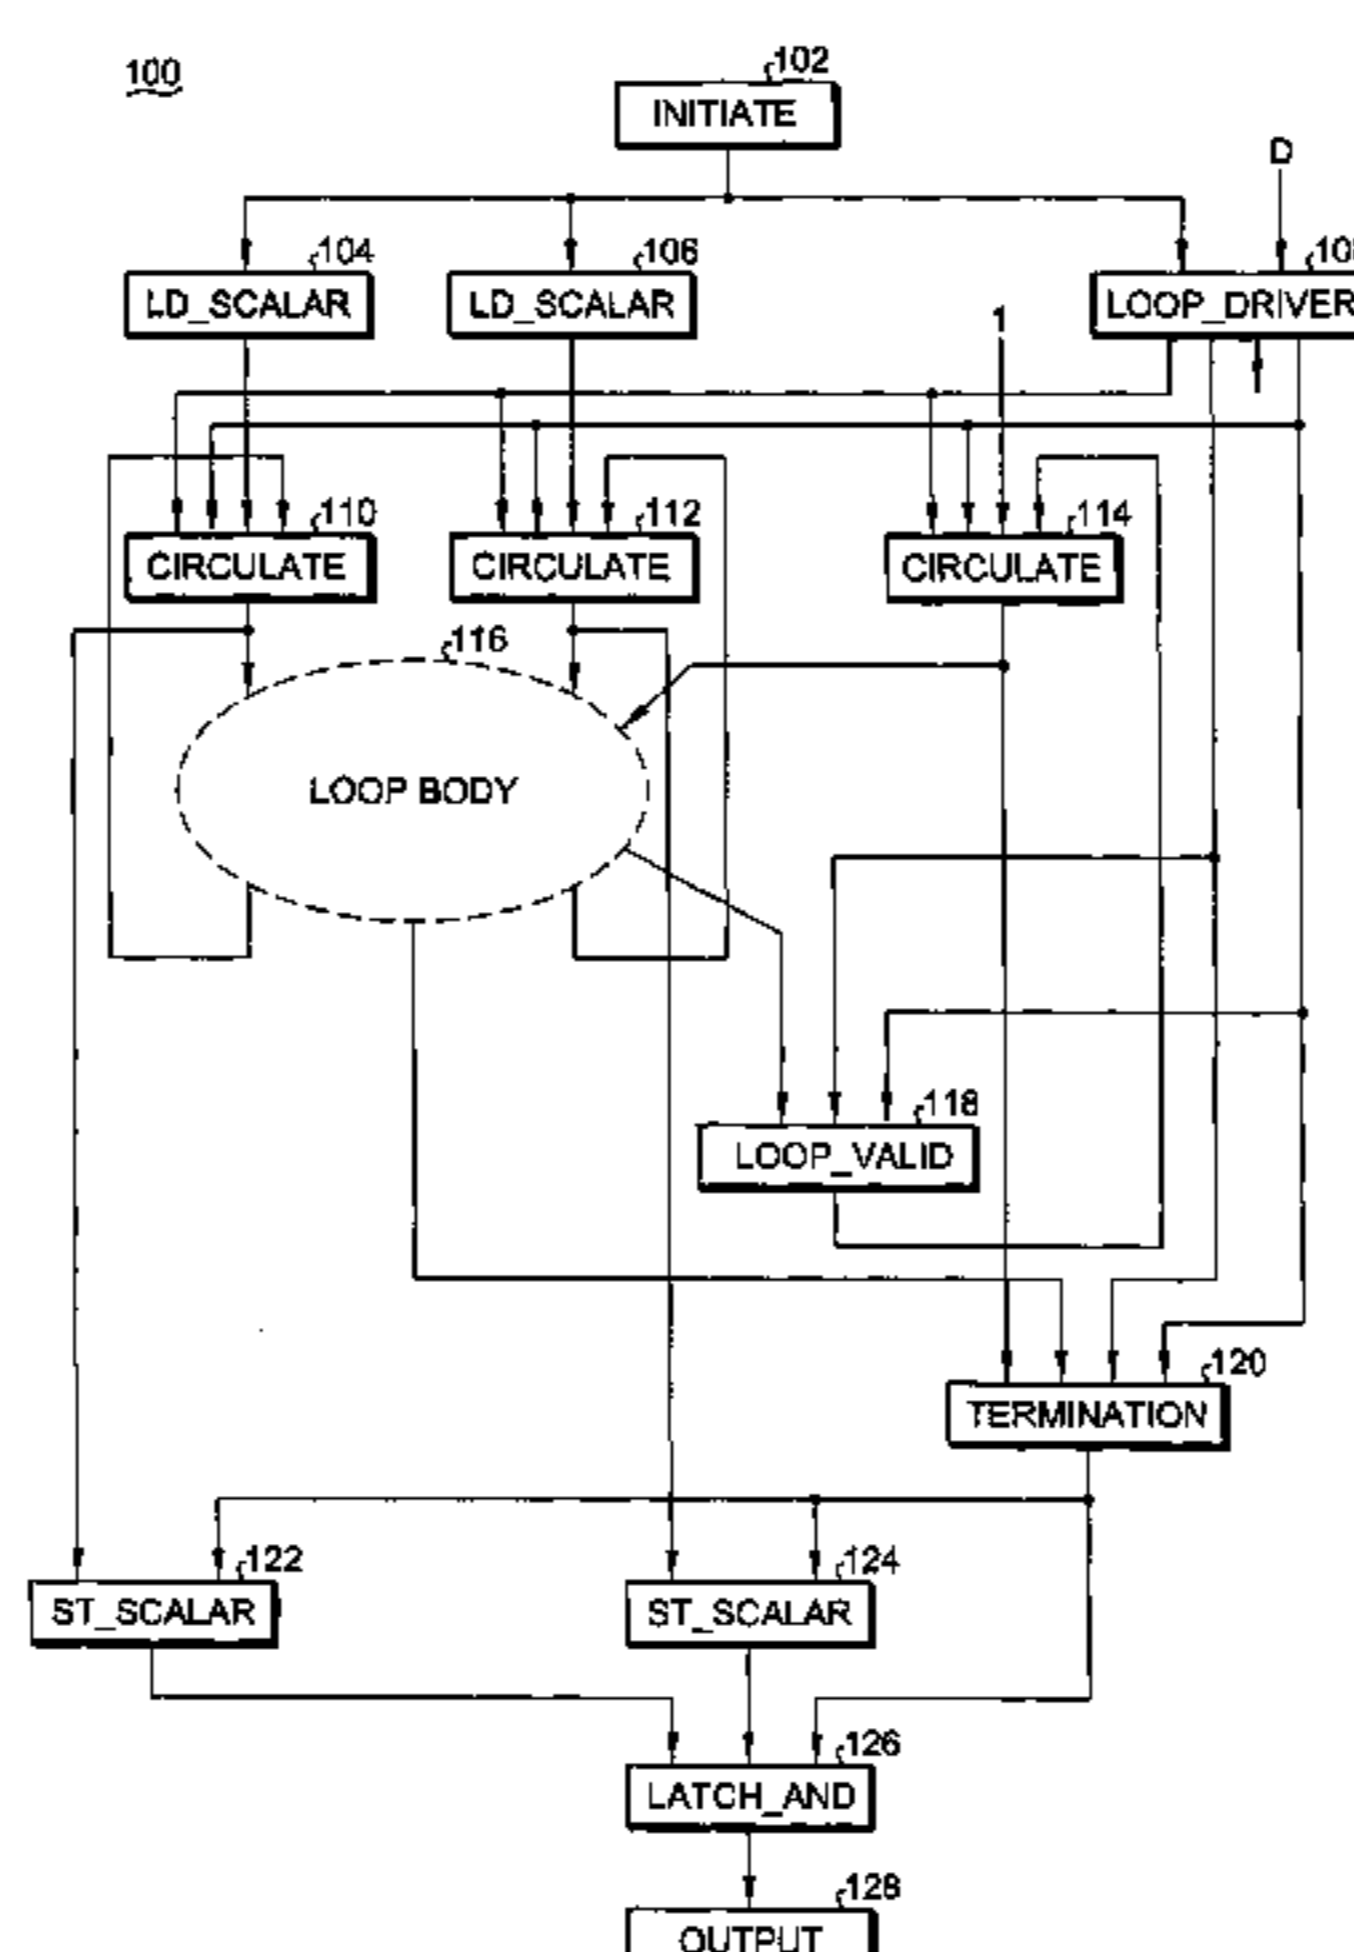 100
102
INITIATE
D
104
106
LD_SCALAR
LD_SCALAR
1
LOOP_DRIVER
110
112
114
CIRCULATE
CIRCULATE
CIRCULATE
116
LOOP BODY
118
LOOP_VALID
120
TERMINATION
122
124
ST_SCALAR
ST_SCALAR
126
LATCH_AND
128
OUTPUT